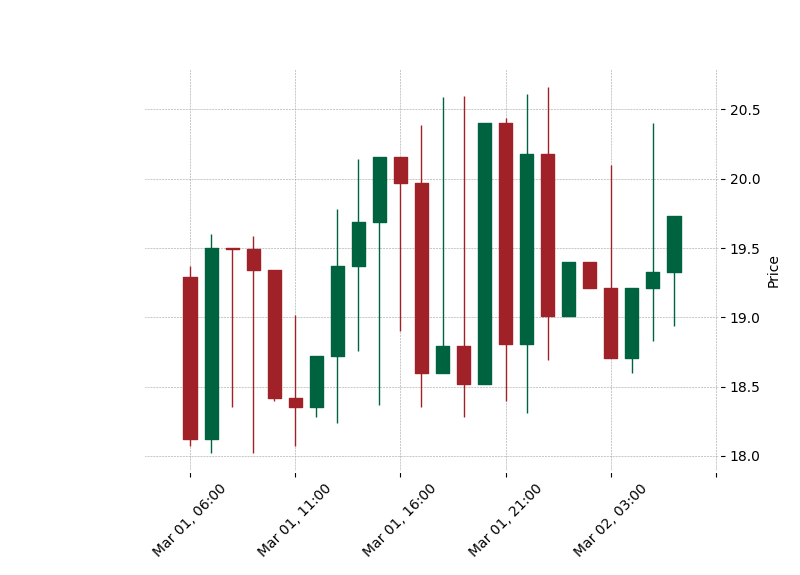 20.5
20.0
19.5
19.0
18.5
18.0
Price
Mar 01, 06:00
Mar 01, 11:00
Mar 01, 16:00
Mar 01, 21:00
Mar 02, 03:00